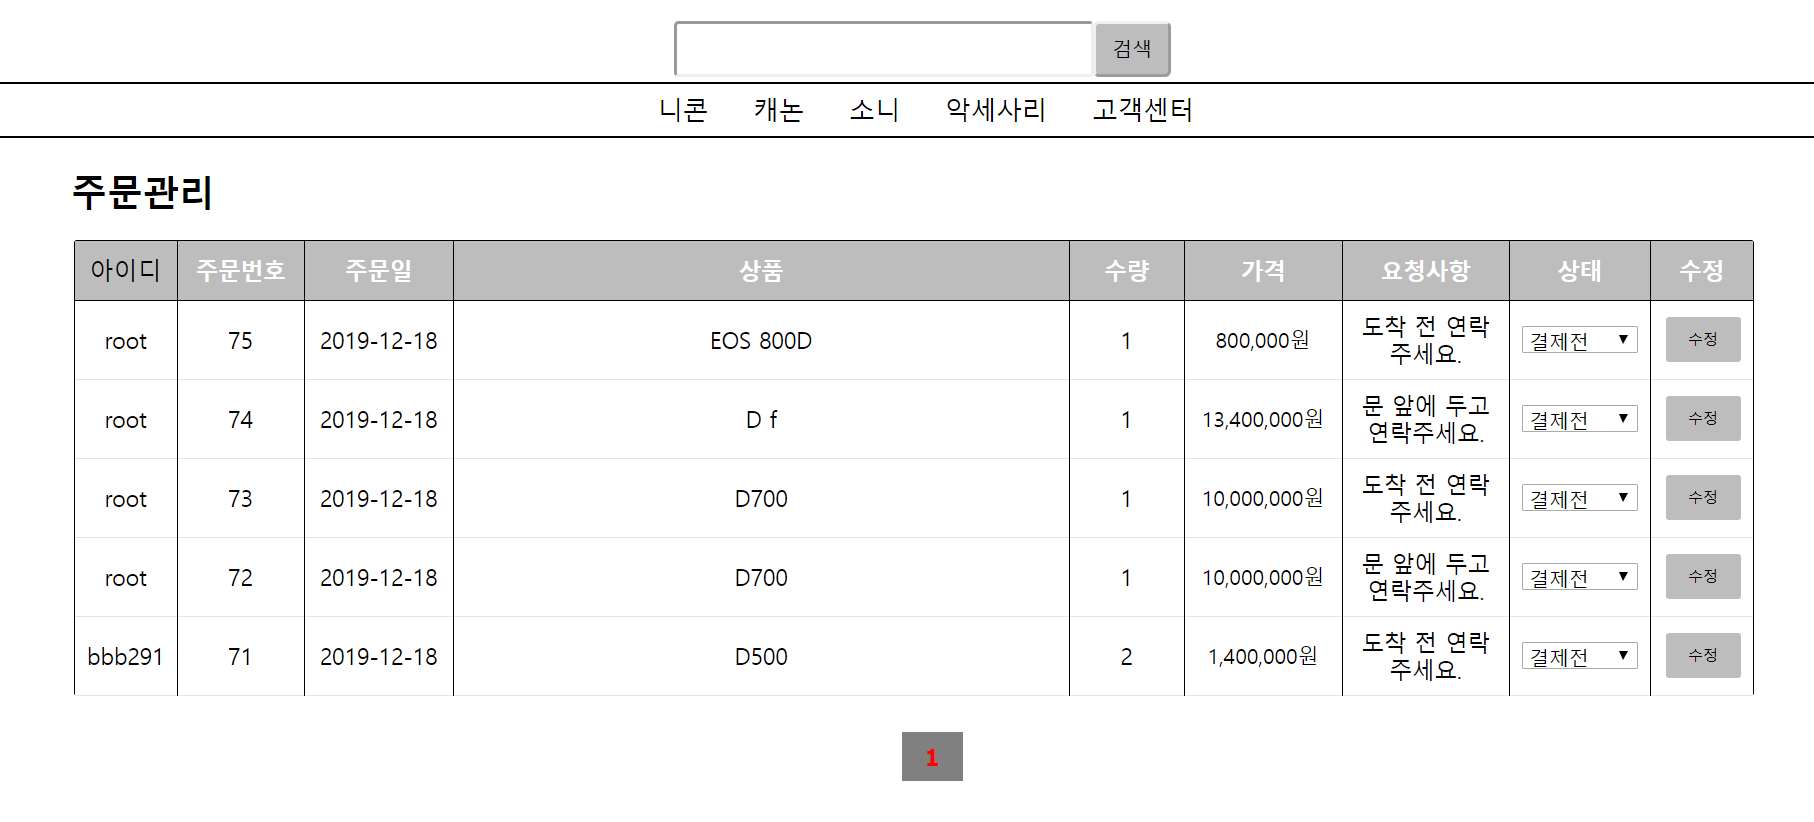 검색
니콘 캐논 소니 악세사리 고객센터
주문관리
아이디 주문번호 주문일 상품 수량 가격 요청사항 상태 수정
root 75 2019-12-18 EOS 800D 1 800,000원 도착 전 연락 결제전 수정
주세요.
root 74 2019-12-18 D f 1 13,400,000원 문 앞에 두고 결제전 수정
연락주세요.
root 73 2019-12-18 D700 1 10,000,000원 도착 전 연락 결제전 수정
주세요.
root 72 2019-12-18 D700 1 10,000,000원 문 앞에 두고 결제전 수정
연락주세요.
bbb291 71 2019-12-18 D500 2 1,400,000원 도착 전 연락 결제전 수정
주세요.
1